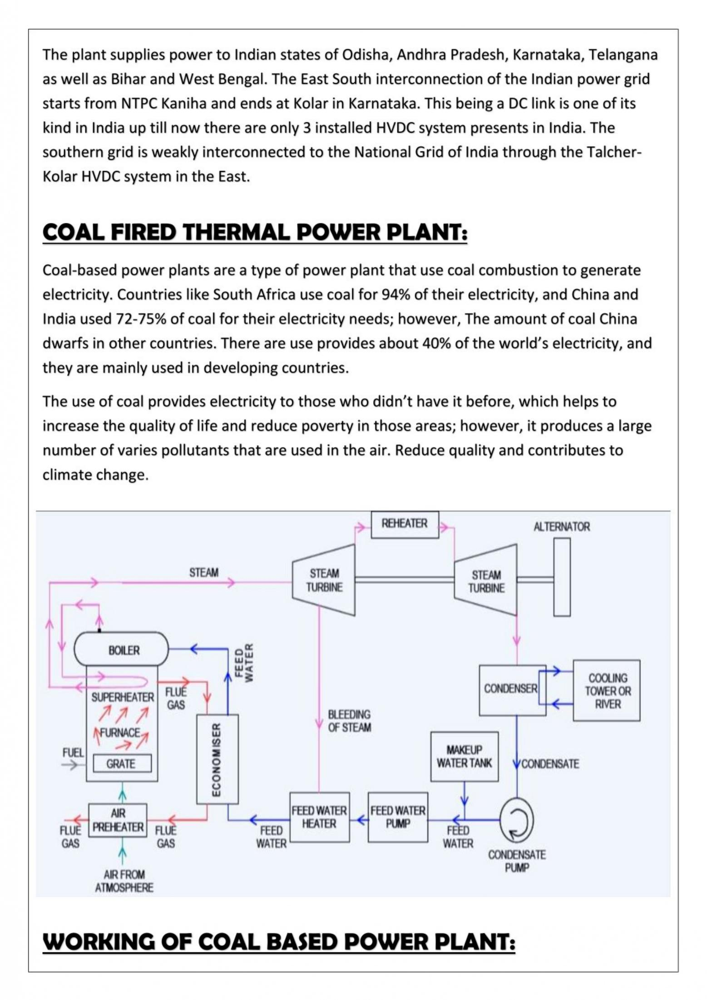 The plant supplies power to Indian states of Odisha, Andhra Pradesh, Karnataka, Telangana
as well as Bihar and West Bengal. The East South interconnection of the Indian power grid
starts from NTPC Kaniha and ends at Kolar in Karnataka. This being a DC link is one of its
kind in India up till now there are only 3 installed HVDC system presents in India. The
southern grid is weakly interconnected to the National Grid of India through the Talcher-
Kolar HVDC system in the East.
COAL FIRED THERMAL POWER PLANT:
Coal-based power plants are a type of power plant that use coal combustion to generate
electricity. Countries like South Africa use coal for 94% of their electricity, and China and
India used 72-75% of coal for their electricity needs; however, The amount of coal China
dwarfs in other countries. There are use provides about 40% of the world’s electricity, and
they are mainly used in developing countries.
The use of coal provides electricity to those who didn’t have it before, which helps to
increase the quality of life and reduce poverty in those areas; however, it produces a large
number of varies pollutants that are used in the air. Reduce quality and contributes to
climate change.
REHEATER
ALTERNATOR
STEAM
STEAM
TURBINE
STEAM
TURBINE
BOILER
FEED
WATER
SUPERHEATER
FLUE
GAS
CONDENSER
COOLING
TOWER OR
RIVER
BLEEDING
OF STEAM
FURNACE
FUEL
GRATE
ECONOMISER
MAKEUP
WATER TANK
CONDENSATE
AIR
PREHEATER
FLUE
GAS
FLUE
GAS
FEED
WATER
FEED WATER
HEATER
FEED WATER
PUMP
FEED
WATER
CONDENSATE
PUMP
AIR FROM
ATMOSPHERE
WORKING OF COAL BASED POWER PLANT: